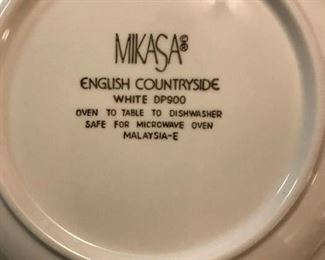 MIKASA®
ENGLISH COUNTRYSIDE
WHITE DP900
OVEN TO TABLE TO DISHWASHER
SAFE FOR MICROWAVE OVEN
MALAYSIA-E